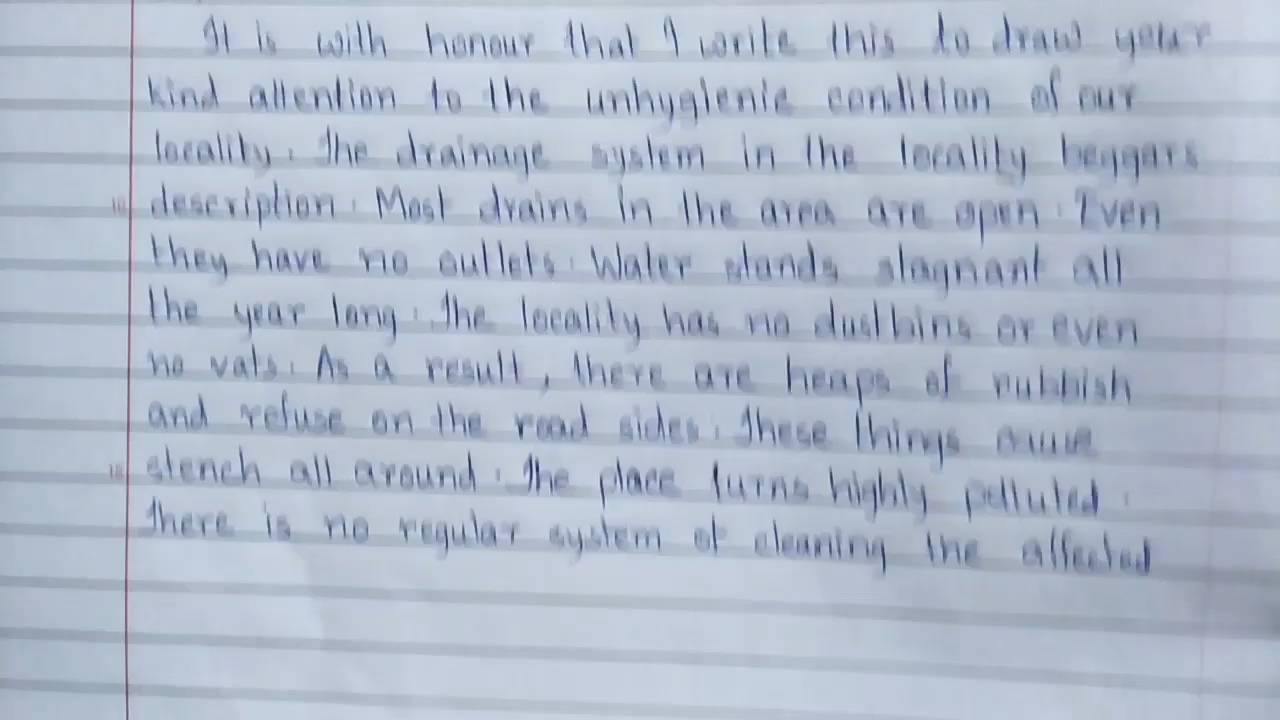 It is with honour that I write this to draw your
kind attention to the unhygienic condition of our
locality. The drainage system in the locality beggars
10 description. Most drains in the area are open. Even
they have no outlets. Water stands stagnant all
the year long. The locality has no dustbins or even
no vats. As a result, there are heaps of rubbish
and refuse on the road sides. These things cause
15 stench all around. The place turns highly polluted.
There is no regular system of cleaning the affected